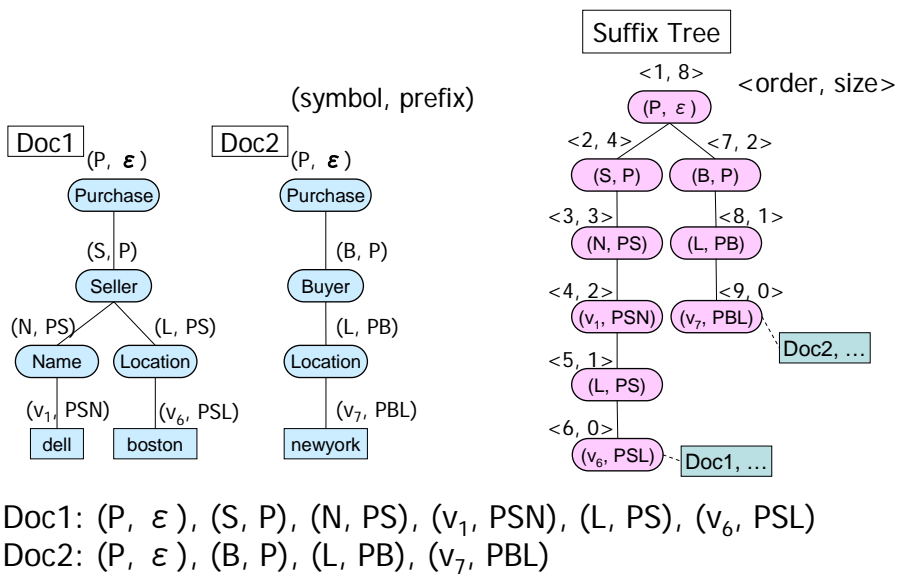 Suffix Tree
<1, 8>
<order, size>
(symbol, prefix)
(P, ε)
Doc1
Doc2
(P, ε)
(P, ε)
<2, 4>
<7, 2>
Purchase
Purchase
(S, P)
(B, P)
<3, 3>
<8, 1>
(S, P)
(B, P)
(N, PS)
(L, PB)
Seller
Buyer
<4, 2>
<9, 0>
(N, PS)
(L, PS)
(L, PB)
(v₁, PSN)
(v₇, PBL)
Name
Location
Location
Doc2, …
<5, 1>
(L, PS)
(v₁, PSN)
(v₆, PSL)
(v₇, PBL)
<6, 0>
dell
boston
newyork
(v₆, PSL)
Doc1, …
Doc1: (P, ε), (S, P), (N, PS), (v₁, PSN), (L, PS), (v₆, PSL)
Doc2: (P, ε), (B, P), (L, PB), (v₇, PBL)